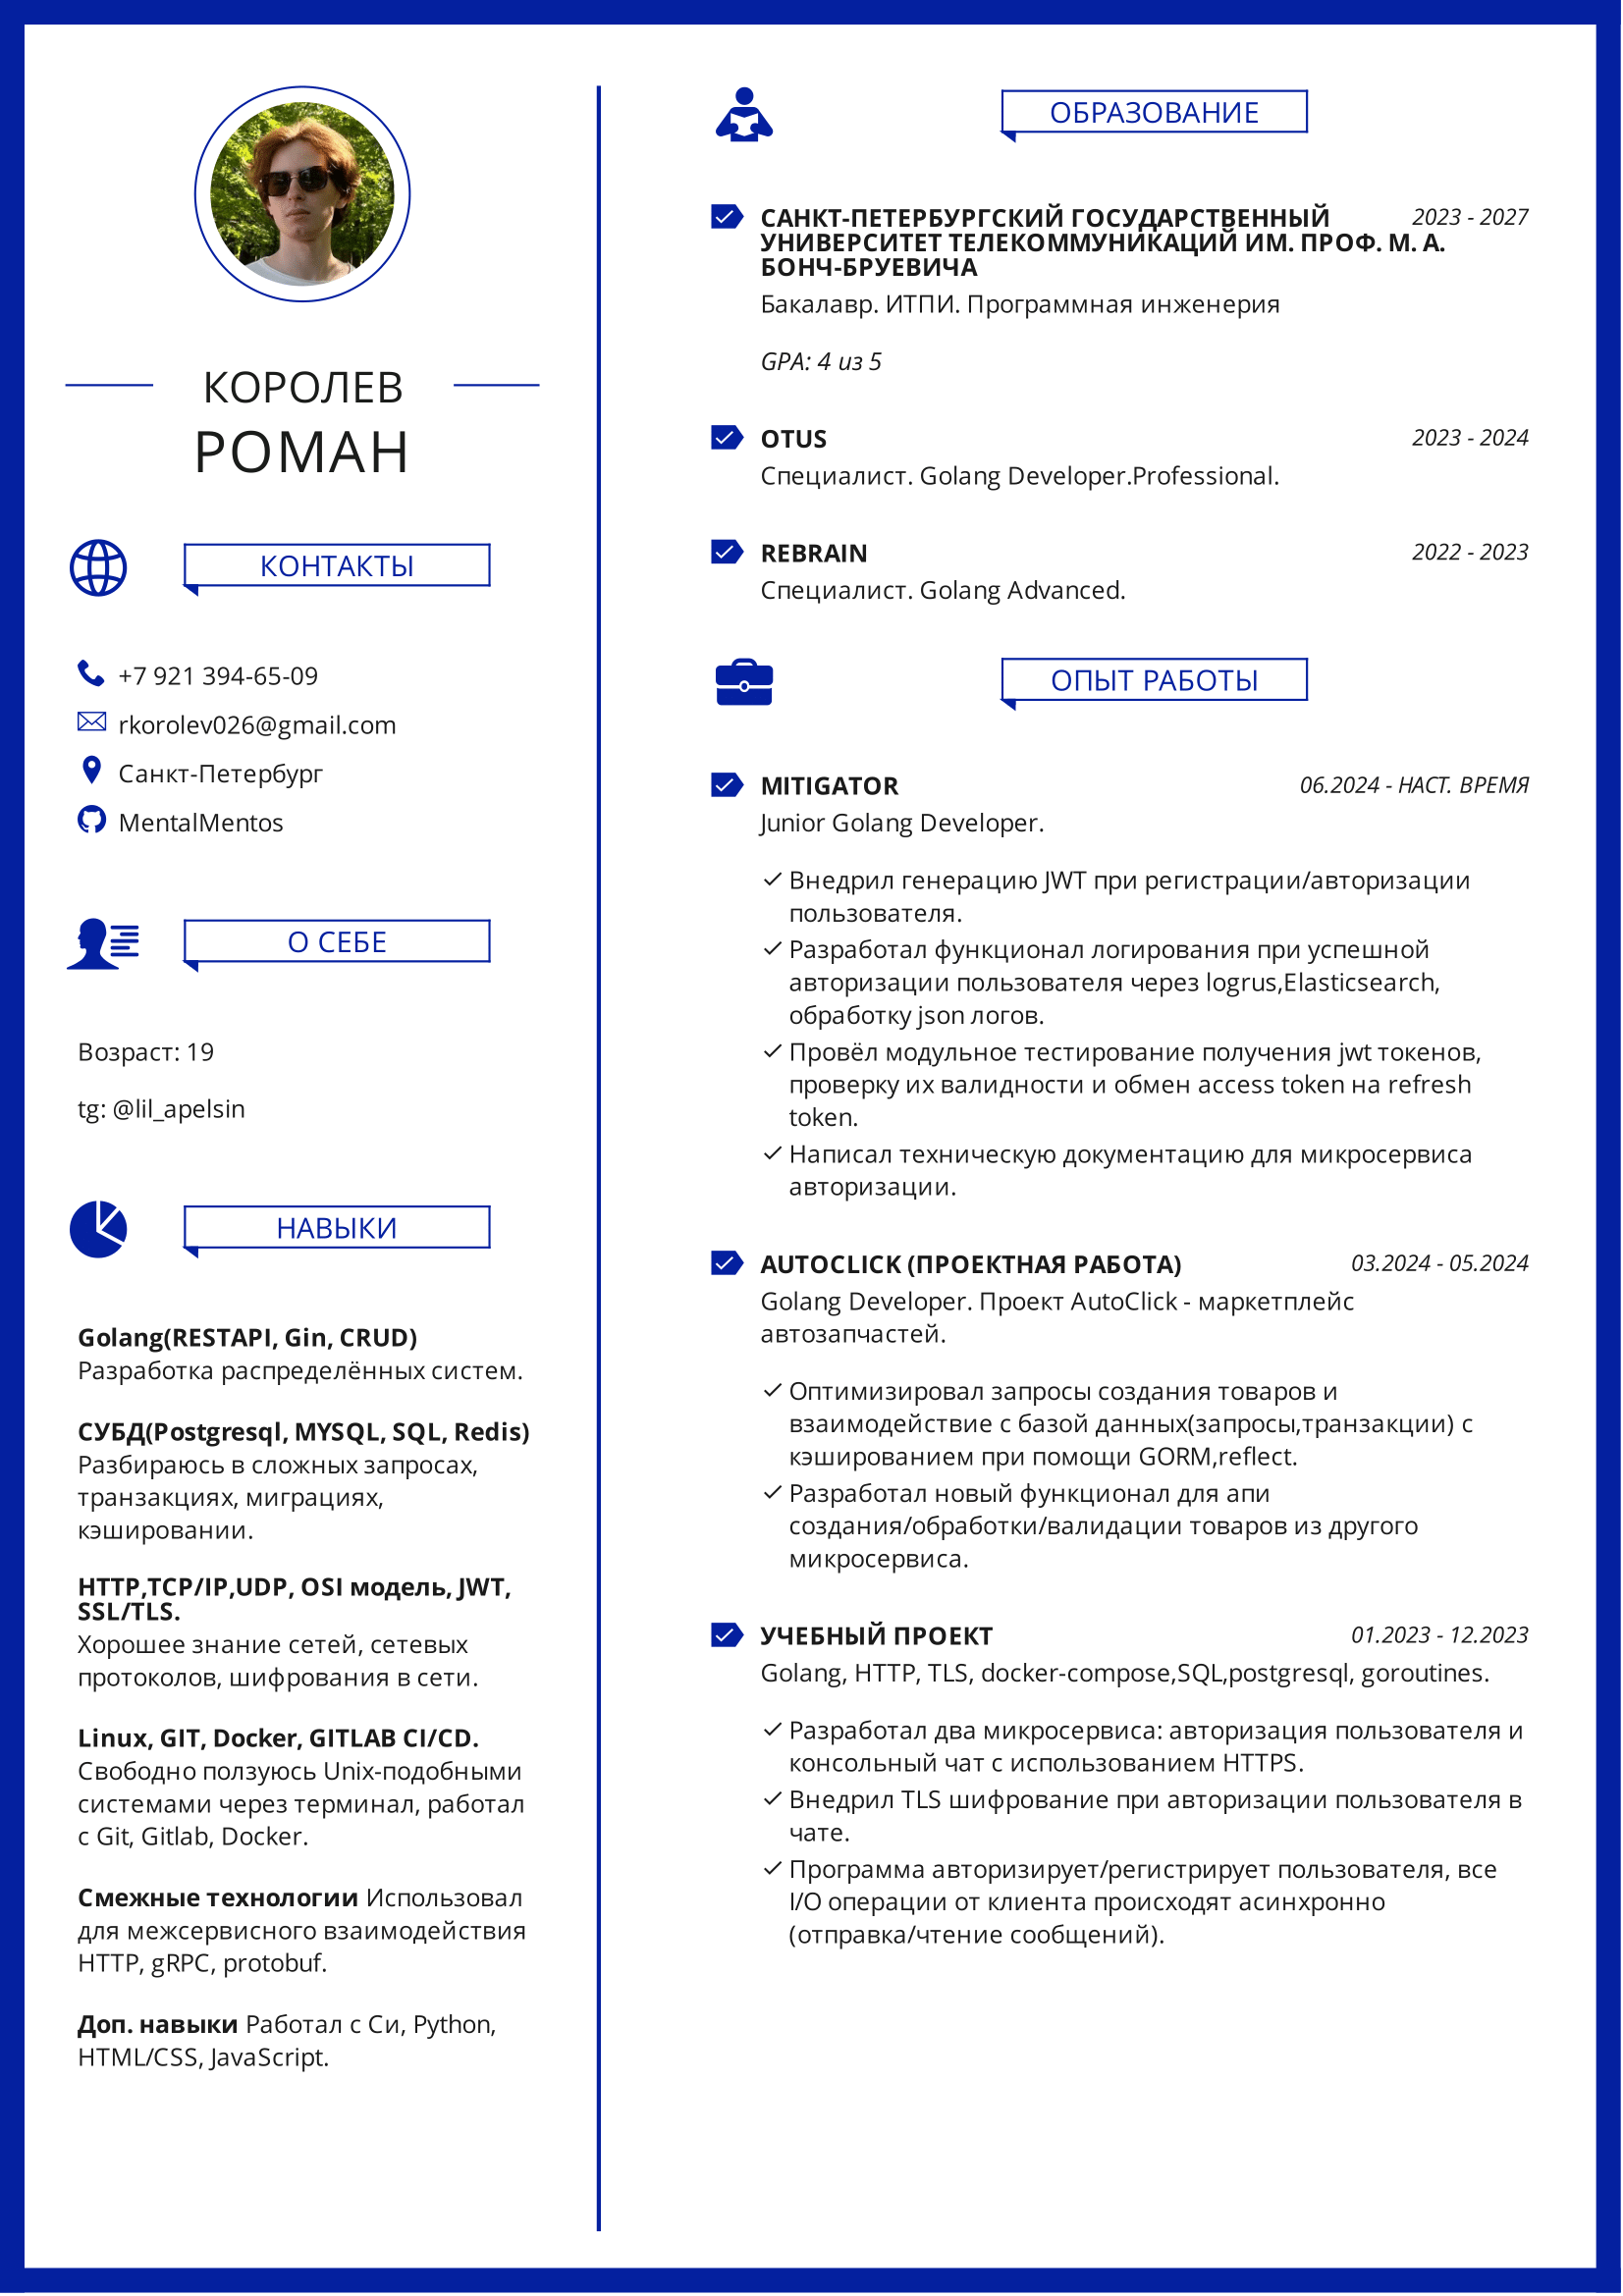 КОРОЛЕВ
РОМАН
КОНТАКТЫ
+7 921 394-65-09
rkorolev026@gmail.com
Санкт-Петербург
MentalMentos
О СЕБЕ
Возраст: 19
tg: @lil_apelsin
НАВЫКИ
Golang(RESTAPI, Gin, CRUD)
Разработка распределённых систем.
СУБД(Postgresql, MYSQL, SQL, Redis)
Разбираюсь в сложных запросах,
транзакциях, миграциях,
кэшировании.
HTTP,TCP/IP,UDP, OSI модель, JWT,
SSL/TLS.
Хорошее знание сетей, сетевых
протоколов, шифрования в сети.
Linux, GIT, Docker, GITLAB CI/CD.
Свободно ползуюсь Unix-подобными
системами через терминал, работал
с Git, Gitlab, Docker.
Смежные технологии Использовал
для межсервисного взаимодействия
HTTP, gRPC, protobuf.
Доп. навыки Работал с Си, Python,
HTML/CSS, JavaScript.
ОБРАЗОВАНИЕ
САНКТ-ПЕТЕРБУРГСКИЙ ГОСУДАРСТВЕННЫЙ 2023 - 2027
УНИВЕРСИТЕТ ТЕЛЕКОММУНИКАЦИЙ ИМ. ПРОФ. М. А.
БОНЧ-БРУЕВИЧА
Бакалавр. ИТПИ. Программная инженерия
GPA: 4 из 5
OTUS 2023 - 2024
Специалист. Golang Developer.Professional.
REBRAIN 2022 - 2023
Специалист. Golang Advanced.
ОПЫТ РАБОТЫ
MITIGATOR 06.2024 - НАСТ. ВРЕМЯ
Junior Golang Developer.
Внедрил генерацию JWT при регистрации/авторизации
пользователя.
Разработал функционал логирования при успешной
авторизации пользователя через logrus,Elasticsearch,
обработку json логов.
Провёл модульное тестирование получения jwt токенов,
проверку их валидности и обмен access token на refresh
token.
Написал техническую документацию для микросервиса
авторизации.
AUTOCLICK (ПРОЕКТНАЯ РАБОТА) 03.2024 - 05.2024
Golang Developer. Проект AutoClick - маркетплейс
автозапчастей.
Оптимизировал запросы создания товаров и
взаимодействие с базой данных(запросы,транзакции) с
кэшированием при помощи GORM,reflect.
Разработал новый функционал для апи
создания/обработки/валидации товаров из другого
микросервиса.
УЧЕБНЫЙ ПРОЕКТ 01.2023 - 12.2023
Golang, HTTP, TLS, docker-compose,SQL,postgresql, goroutines.
Разработал два микросервиса: авторизация пользователя и
консольный чат с использованием HTTPS.
Внедрил TLS шифрование при авторизации пользователя в
чате.
Программа авторизирует/регистрирует пользователя, все
I/O операции от клиента происходят асинхронно
(отправка/чтение сообщений).